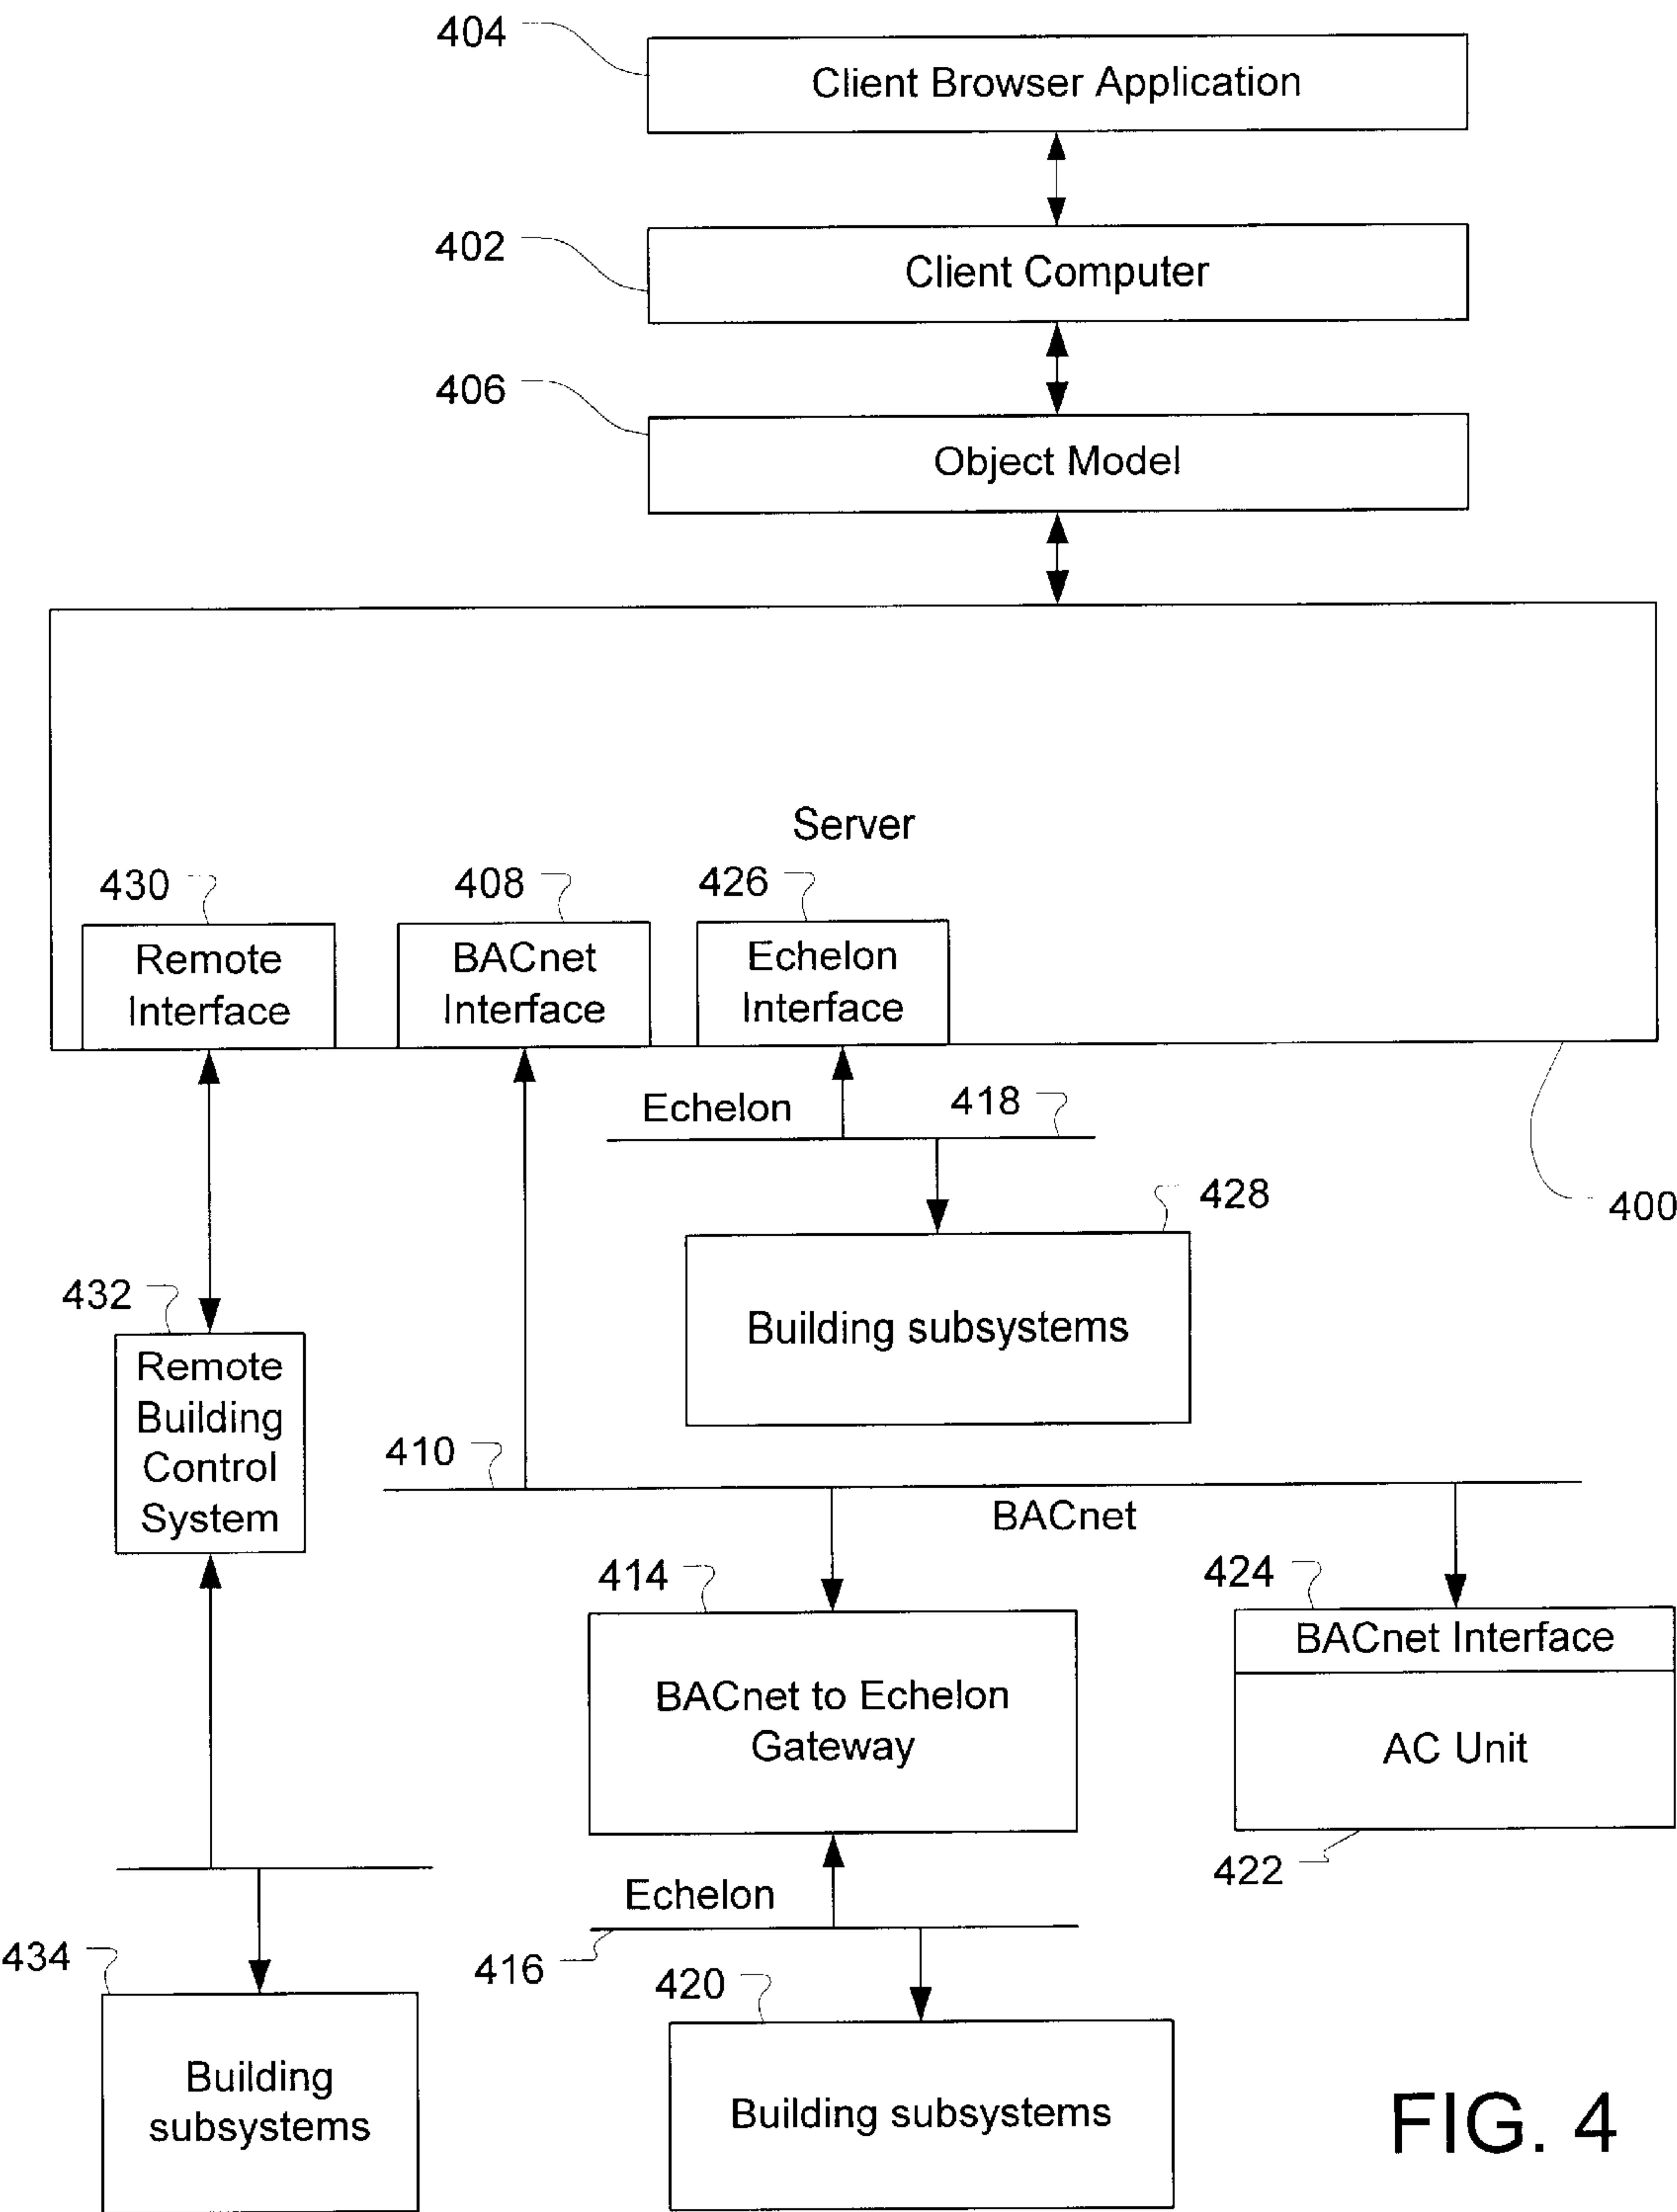 404
Client Browser Application
402
Client Computer
406
Object Model
Server
430
408
426
Remote
Interface
BACnet
Interface
Echelon
Interface
Echelon
418
428
400
432
Building subsystems
Remote
Building
Control
System
410
BACnet
414
424
BACnet Interface
BACnet to Echelon
Gateway
AC Unit
422
Echelon
434
416
420
Building
subsystems
Building subsystems
FIG. 4